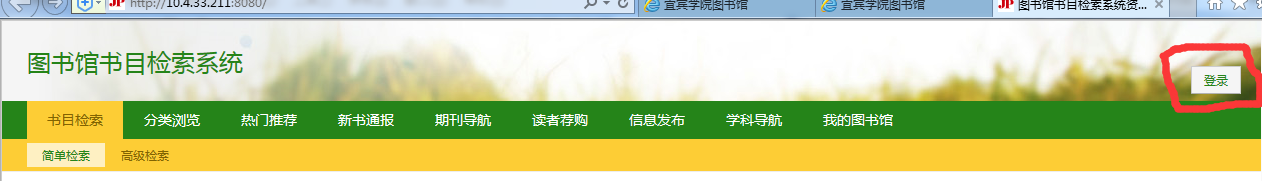 http://10.4.33.211:8080/ 宜宾学院图书馆 宜宾学院图书馆 JP 图书馆书目检索系统资...
图书馆书目检索系统
登录
书目检索 分类浏览 热门推荐 新书通报 期刊导航 读者荐购 信息发布 学科导航 我的图书馆
简单检索 高级检索